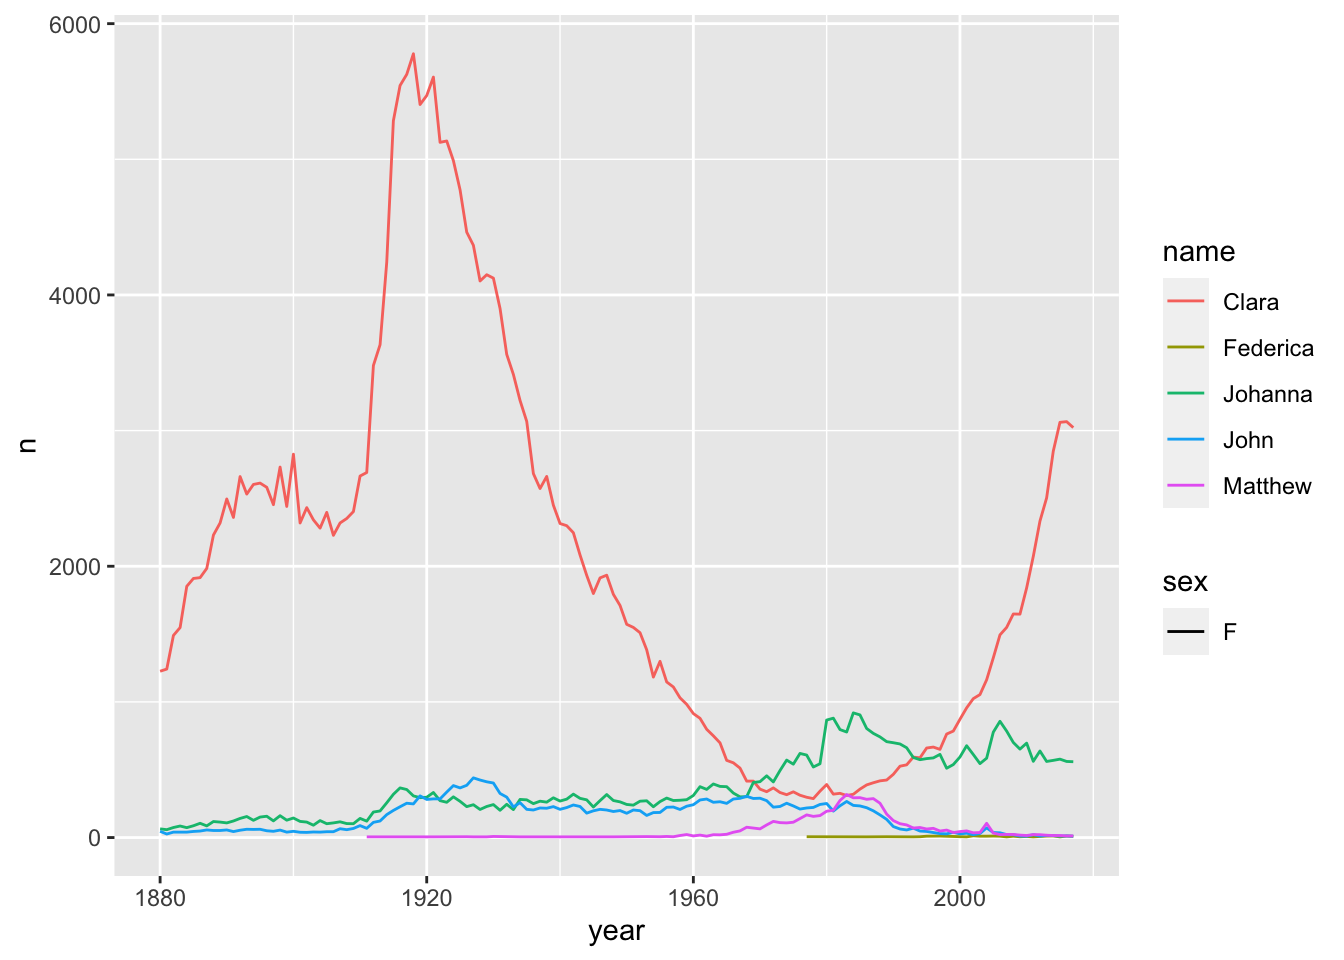 6000
4000
2000
0
n
1880
1920
1960
2000
year
name
Clara
Federica
Johanna
John
Matthew
sex
F